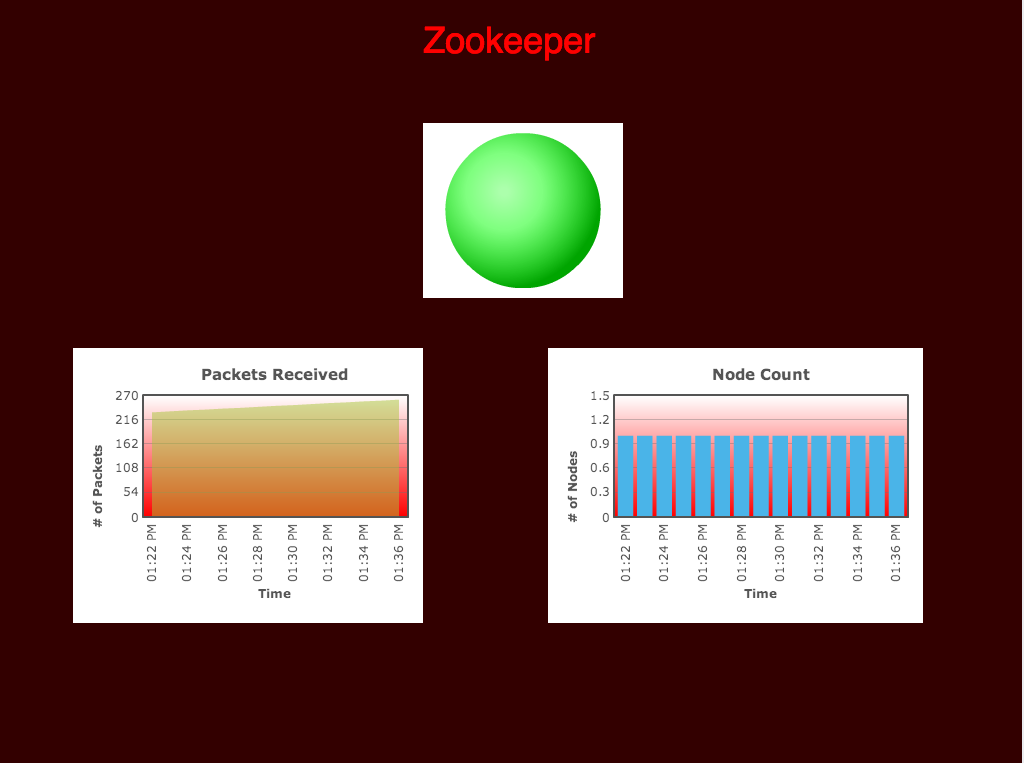 Zookeeper
Packets Received
# of Packets
270
216
162
108
54
0
01:22 PM
01:24 PM
01:26 PM
01:28 PM
01:30 PM
01:32 PM
01:34 PM
01:36 PM
Time
Node Count
# of Nodes
1.5
1.2
0.9
0.6
0.3
0
01:22 PM
01:24 PM
01:26 PM
01:28 PM
01:30 PM
01:32 PM
01:34 PM
01:36 PM
Time